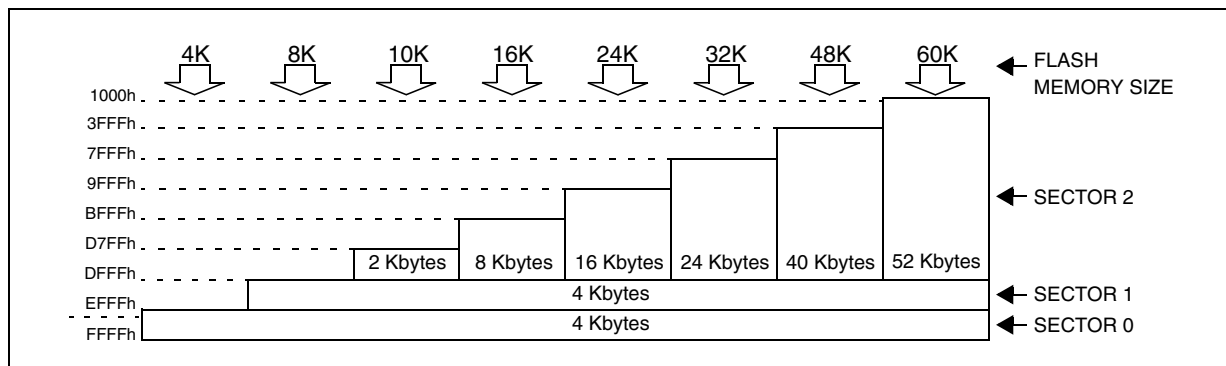 4K 8K 10K 16K 24K 32K 48K 60K
FLASH
MEMORY SIZE
1000h
3FFFh
7FFFh
9FFFh
SECTOR 2
BFFFh
D7FFh
2 Kbytes 8 Kbytes 16 Kbytes 24 Kbytes 40 Kbytes 52 Kbytes
DFFFh
4 Kbytes
SECTOR 1
EFFFh
4 Kbytes
SECTOR 0
FFFFh